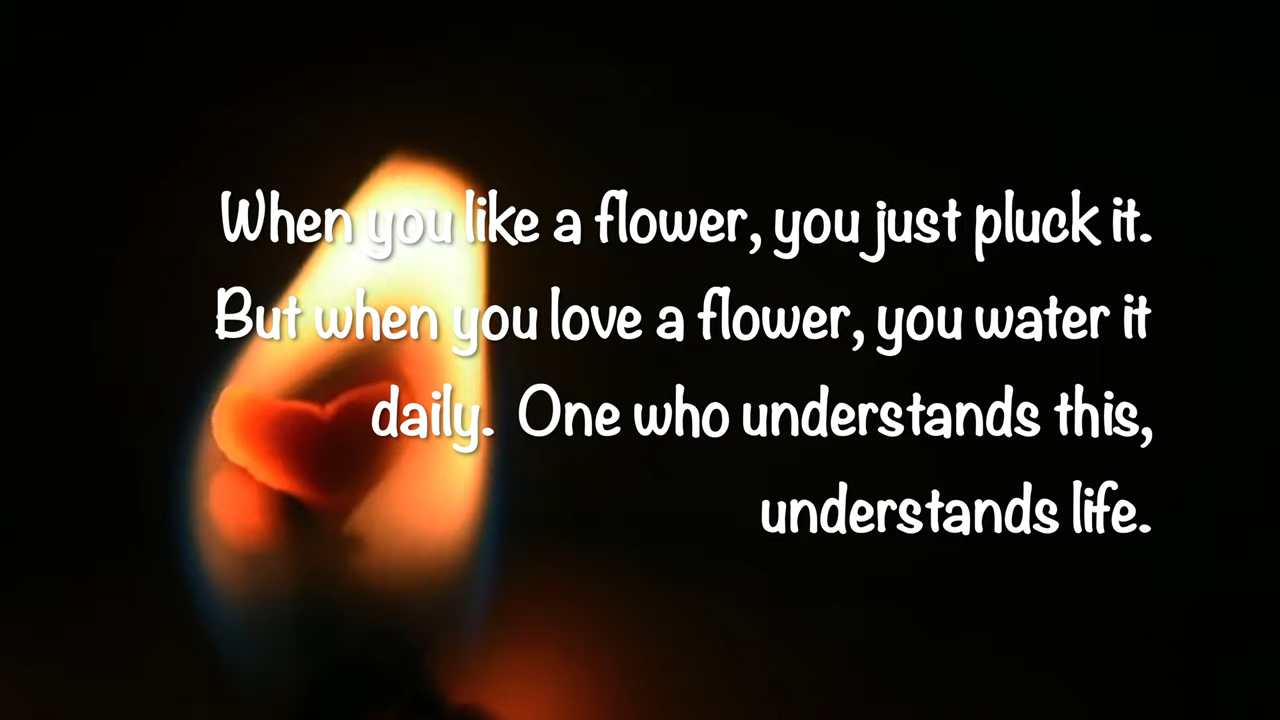 When you like a flower, you just pluck it.
But when you love a flower, you water it
daily.  One who understands this,
understands life.